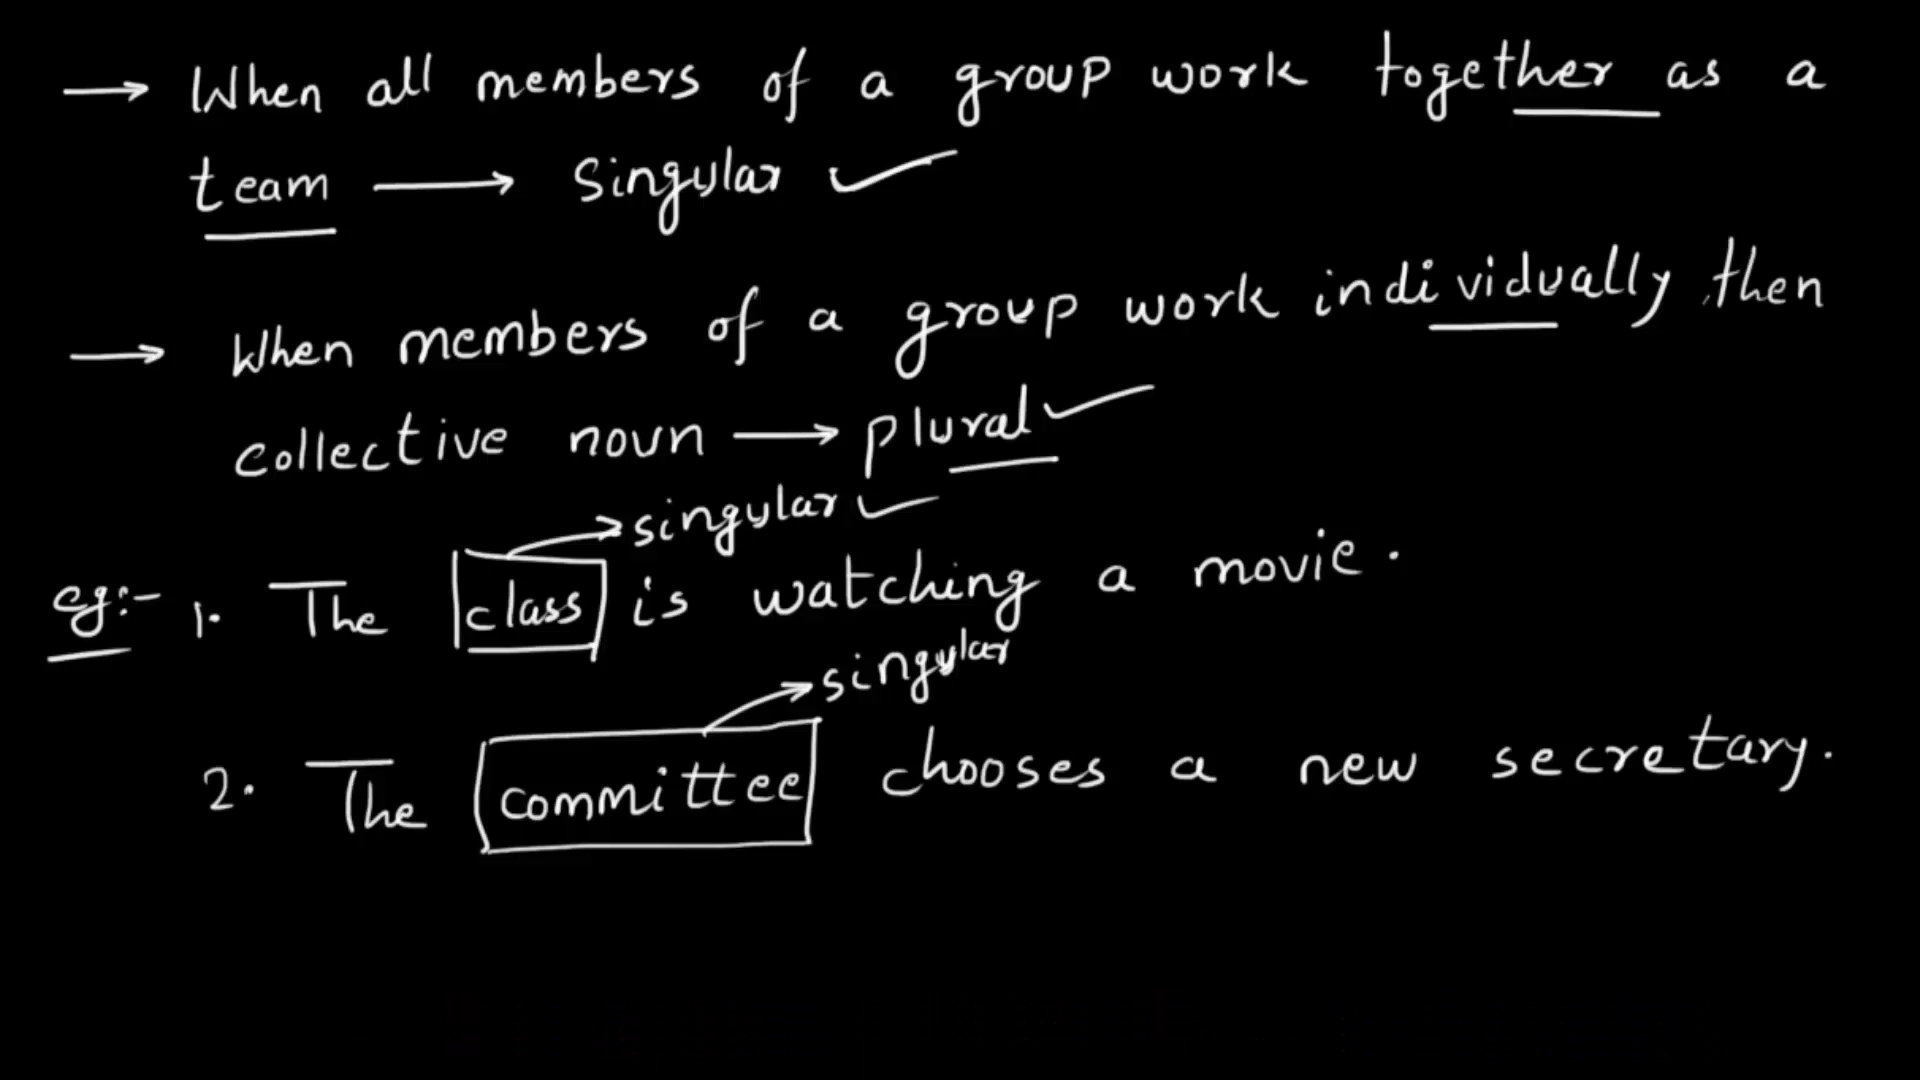 → When all members of a group work together as a
team → Singular ✓
→ When members of a group work individually then
collective noun → plural ✓
→ singular ✓
eg:- 1. The class is watching a movie.
→ singular
2. The committee chooses a new secretary.